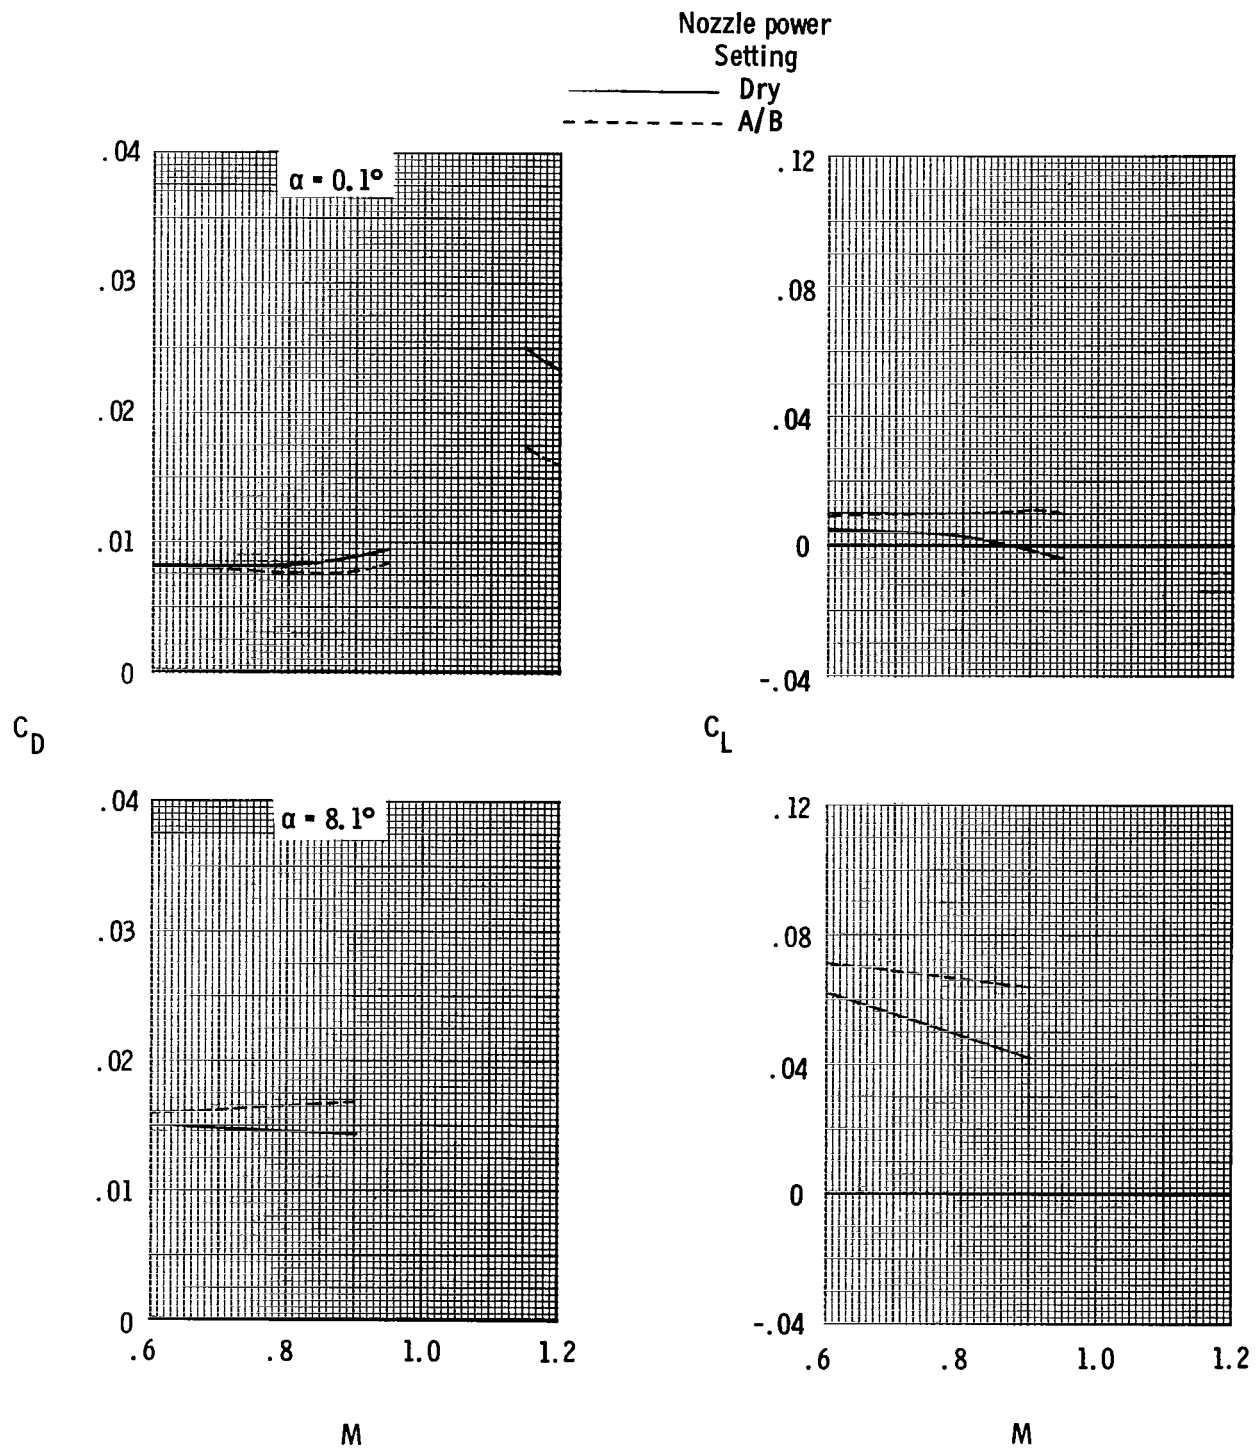 Nozzle power
Setting
Dry
A/B
.04
α = 0.1°
.03
.02
.01
0
.12
.08
.04
0
-.04
C_D
C_L
.04
α = 8.1°
.03
.02
.01
0
.6 .8 1.0 1.2
M
.12
.08
.04
0
-.04
.6 .8 1.0 1.2
M